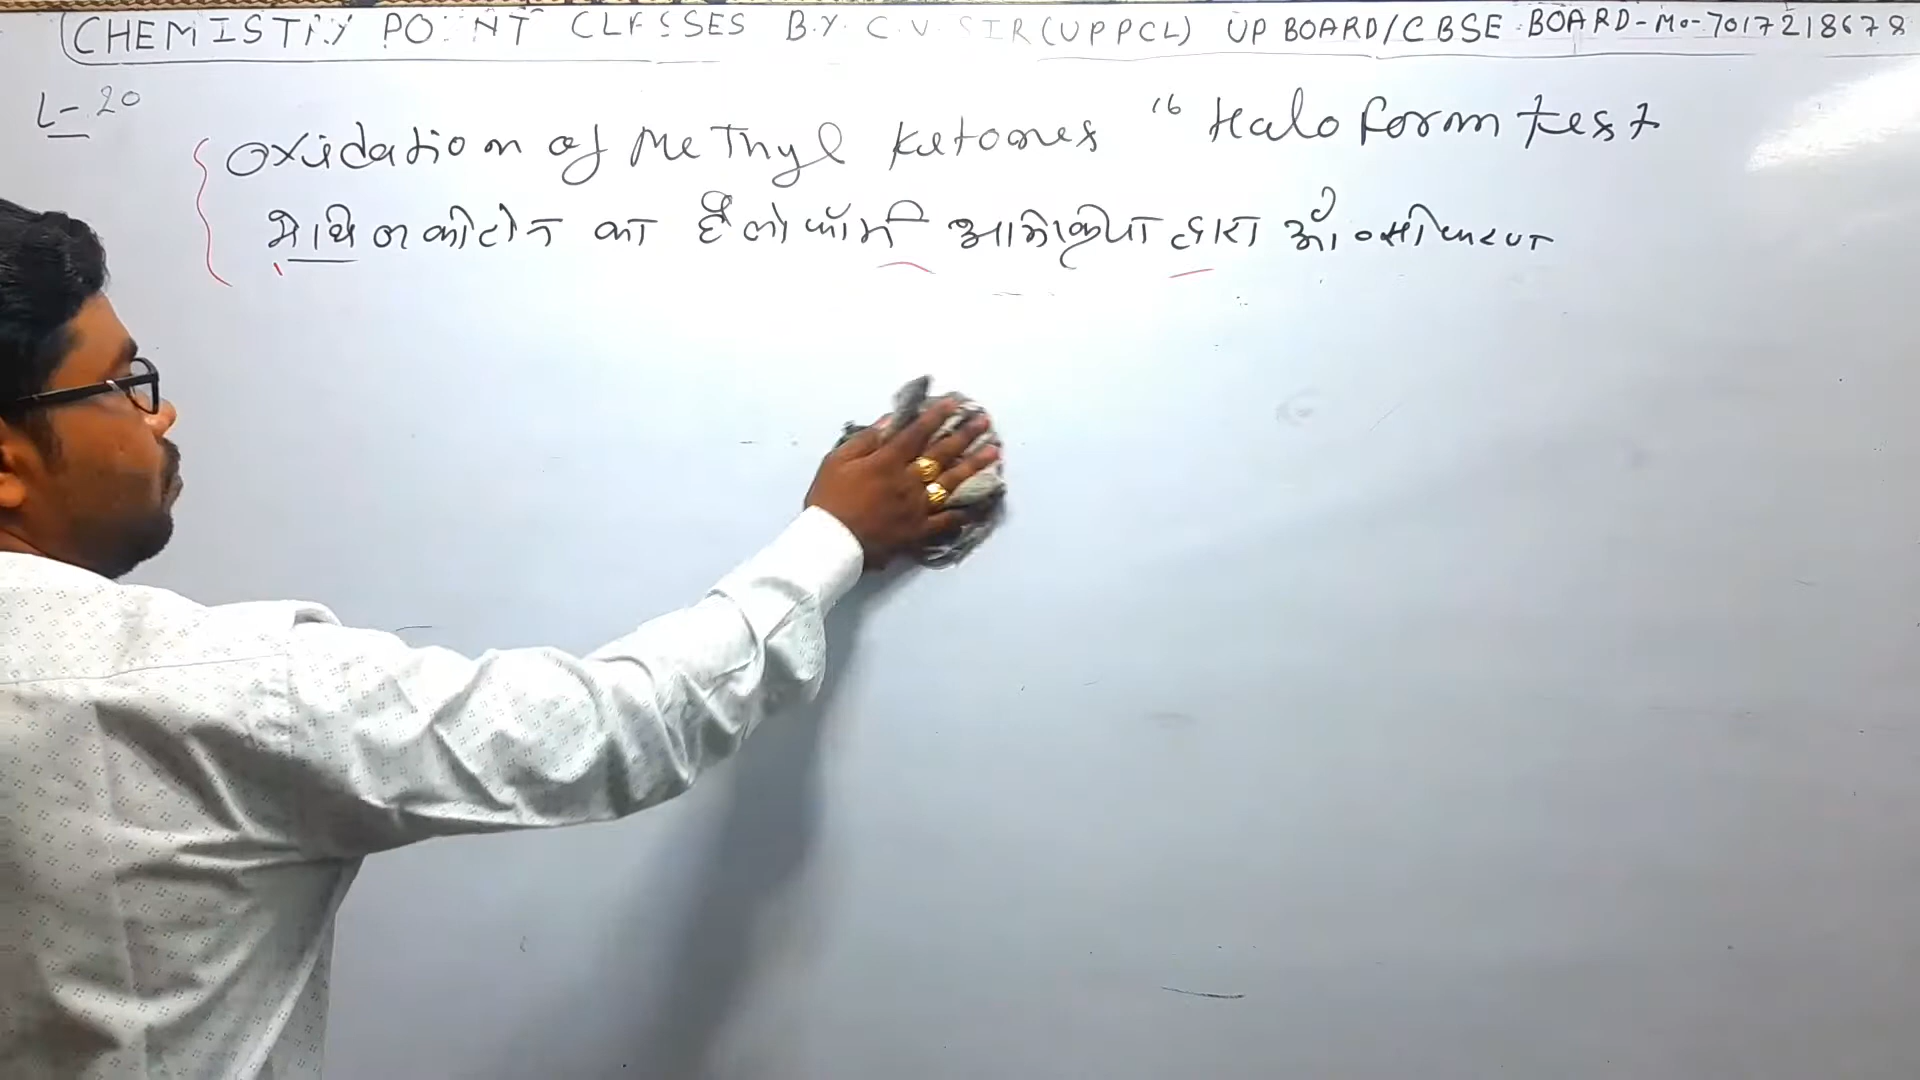 CHEMISTRY POINT CLASSES BY. C.V. SIR (UPPCL) UP BOARD/CBSE BOARD-Mo-7017218678
L-20
Oxidation of Methyl Ketones "Haloform test
मेथिल कीटोन का हैलोफॉर्म अभिक्रिया द्वारा ऑक्सीकरण